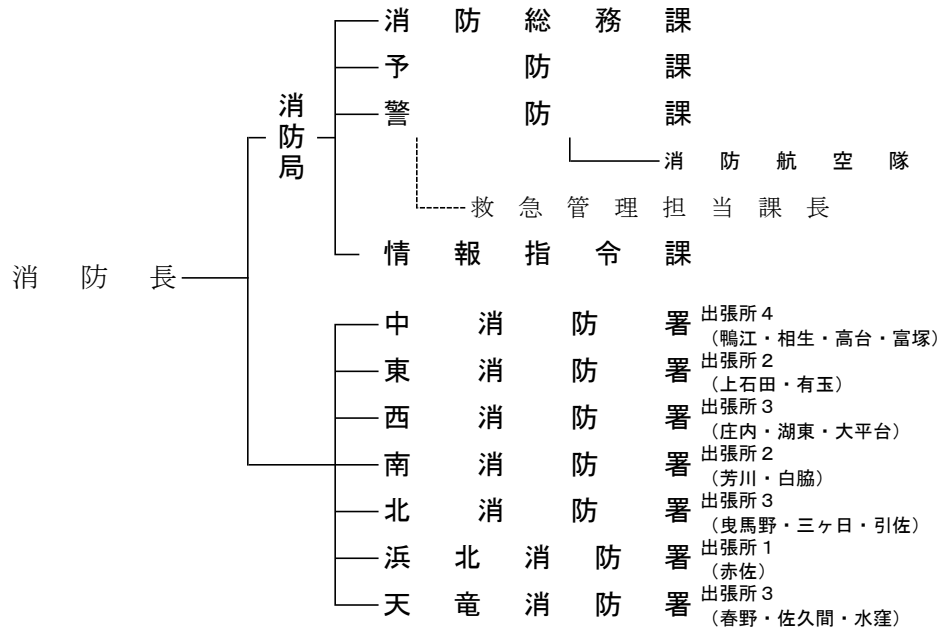 消防総務課
予防課
消防局
警防課
消防航空隊
救急管理担当課長
情報指令課
消防長
中消防署 出張所４
（鴨江・相生・高台・富塚）
東消防署 出張所２
（上石田・有玉）
西消防署 出張所３
（庄内・湖東・大平台）
南消防署 出張所２
（芳川・白脇）
北消防署 出張所３
（曳馬野・三ヶ日・引佐）
浜北消防署 出張所１
（赤佐）
天竜消防署 出張所３
（春野・佐久間・水窪）